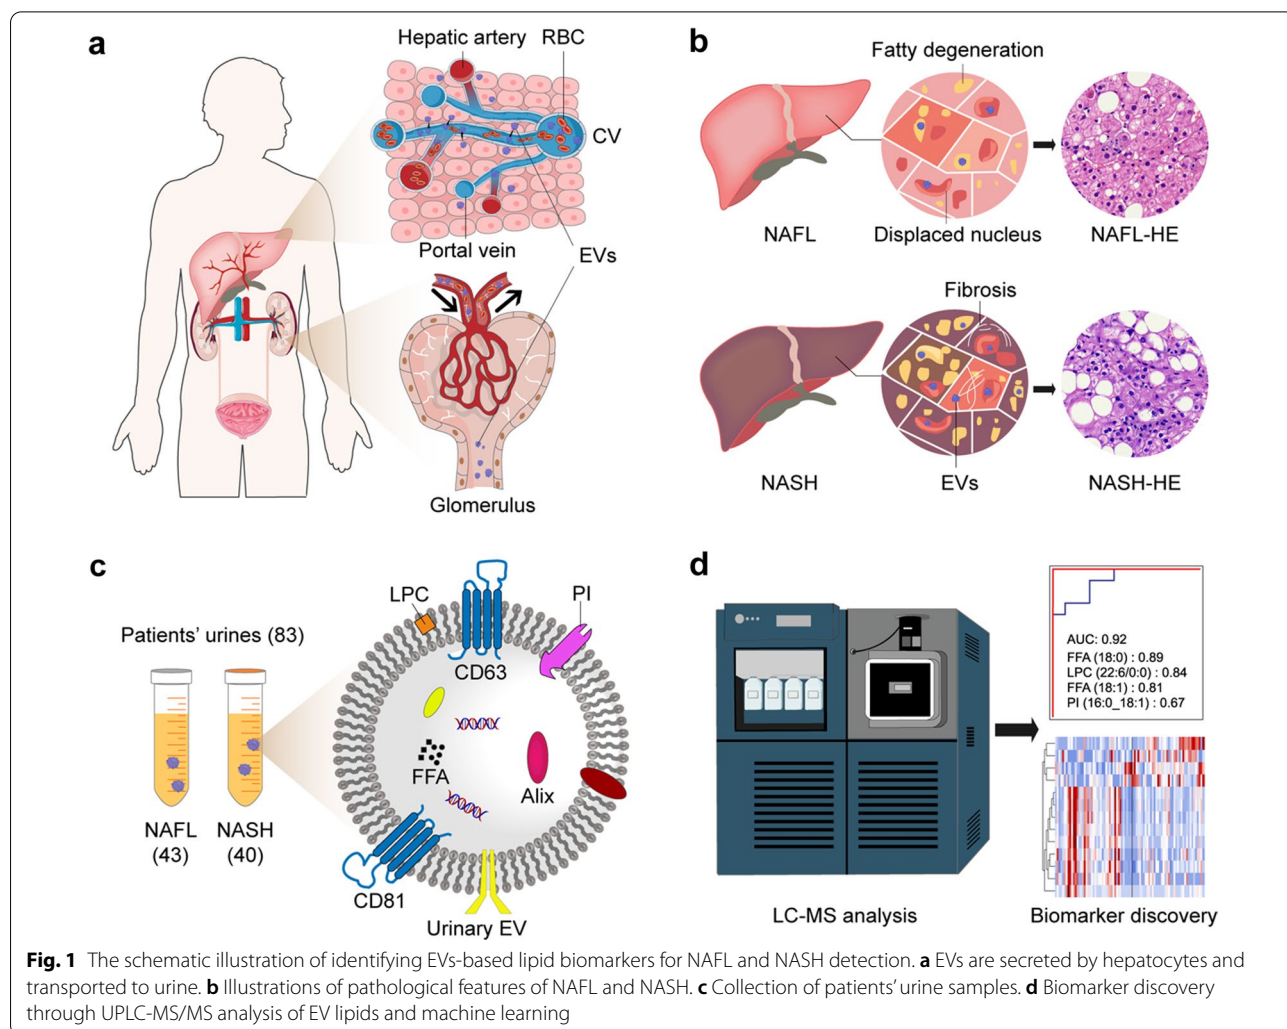 a
Hepatic artery
RBC
CV
Portal vein
EVs
Glomerulus
b
Fatty degeneration
NAFL
Displaced nucleus
NAFL-HE
Fibrosis
NASH
EVs
NASH-HE
c
Patients' urines (83)
NAFL
(43)
NASH
(40)
LPC
CD63
PI
FFA
Alix
CD81
Urinary EV
d
LC-MS analysis
AUC: 0.92
FFA (18:0) : 0.89
LPC (22:6/0:0) : 0.84
FFA (18:1) : 0.81
PI (16:0_18:1) : 0.67
Biomarker discovery
Fig. 1 The schematic illustration of identifying EVs-based lipid biomarkers for NAFL and NASH detection. a EVs are secreted by hepatocytes and
transported to urine. b Illustrations of pathological features of NAFL and NASH. c Collection of patients' urine samples. d Biomarker discovery
through UPLC-MS/MS analysis of EV lipids and machine learning